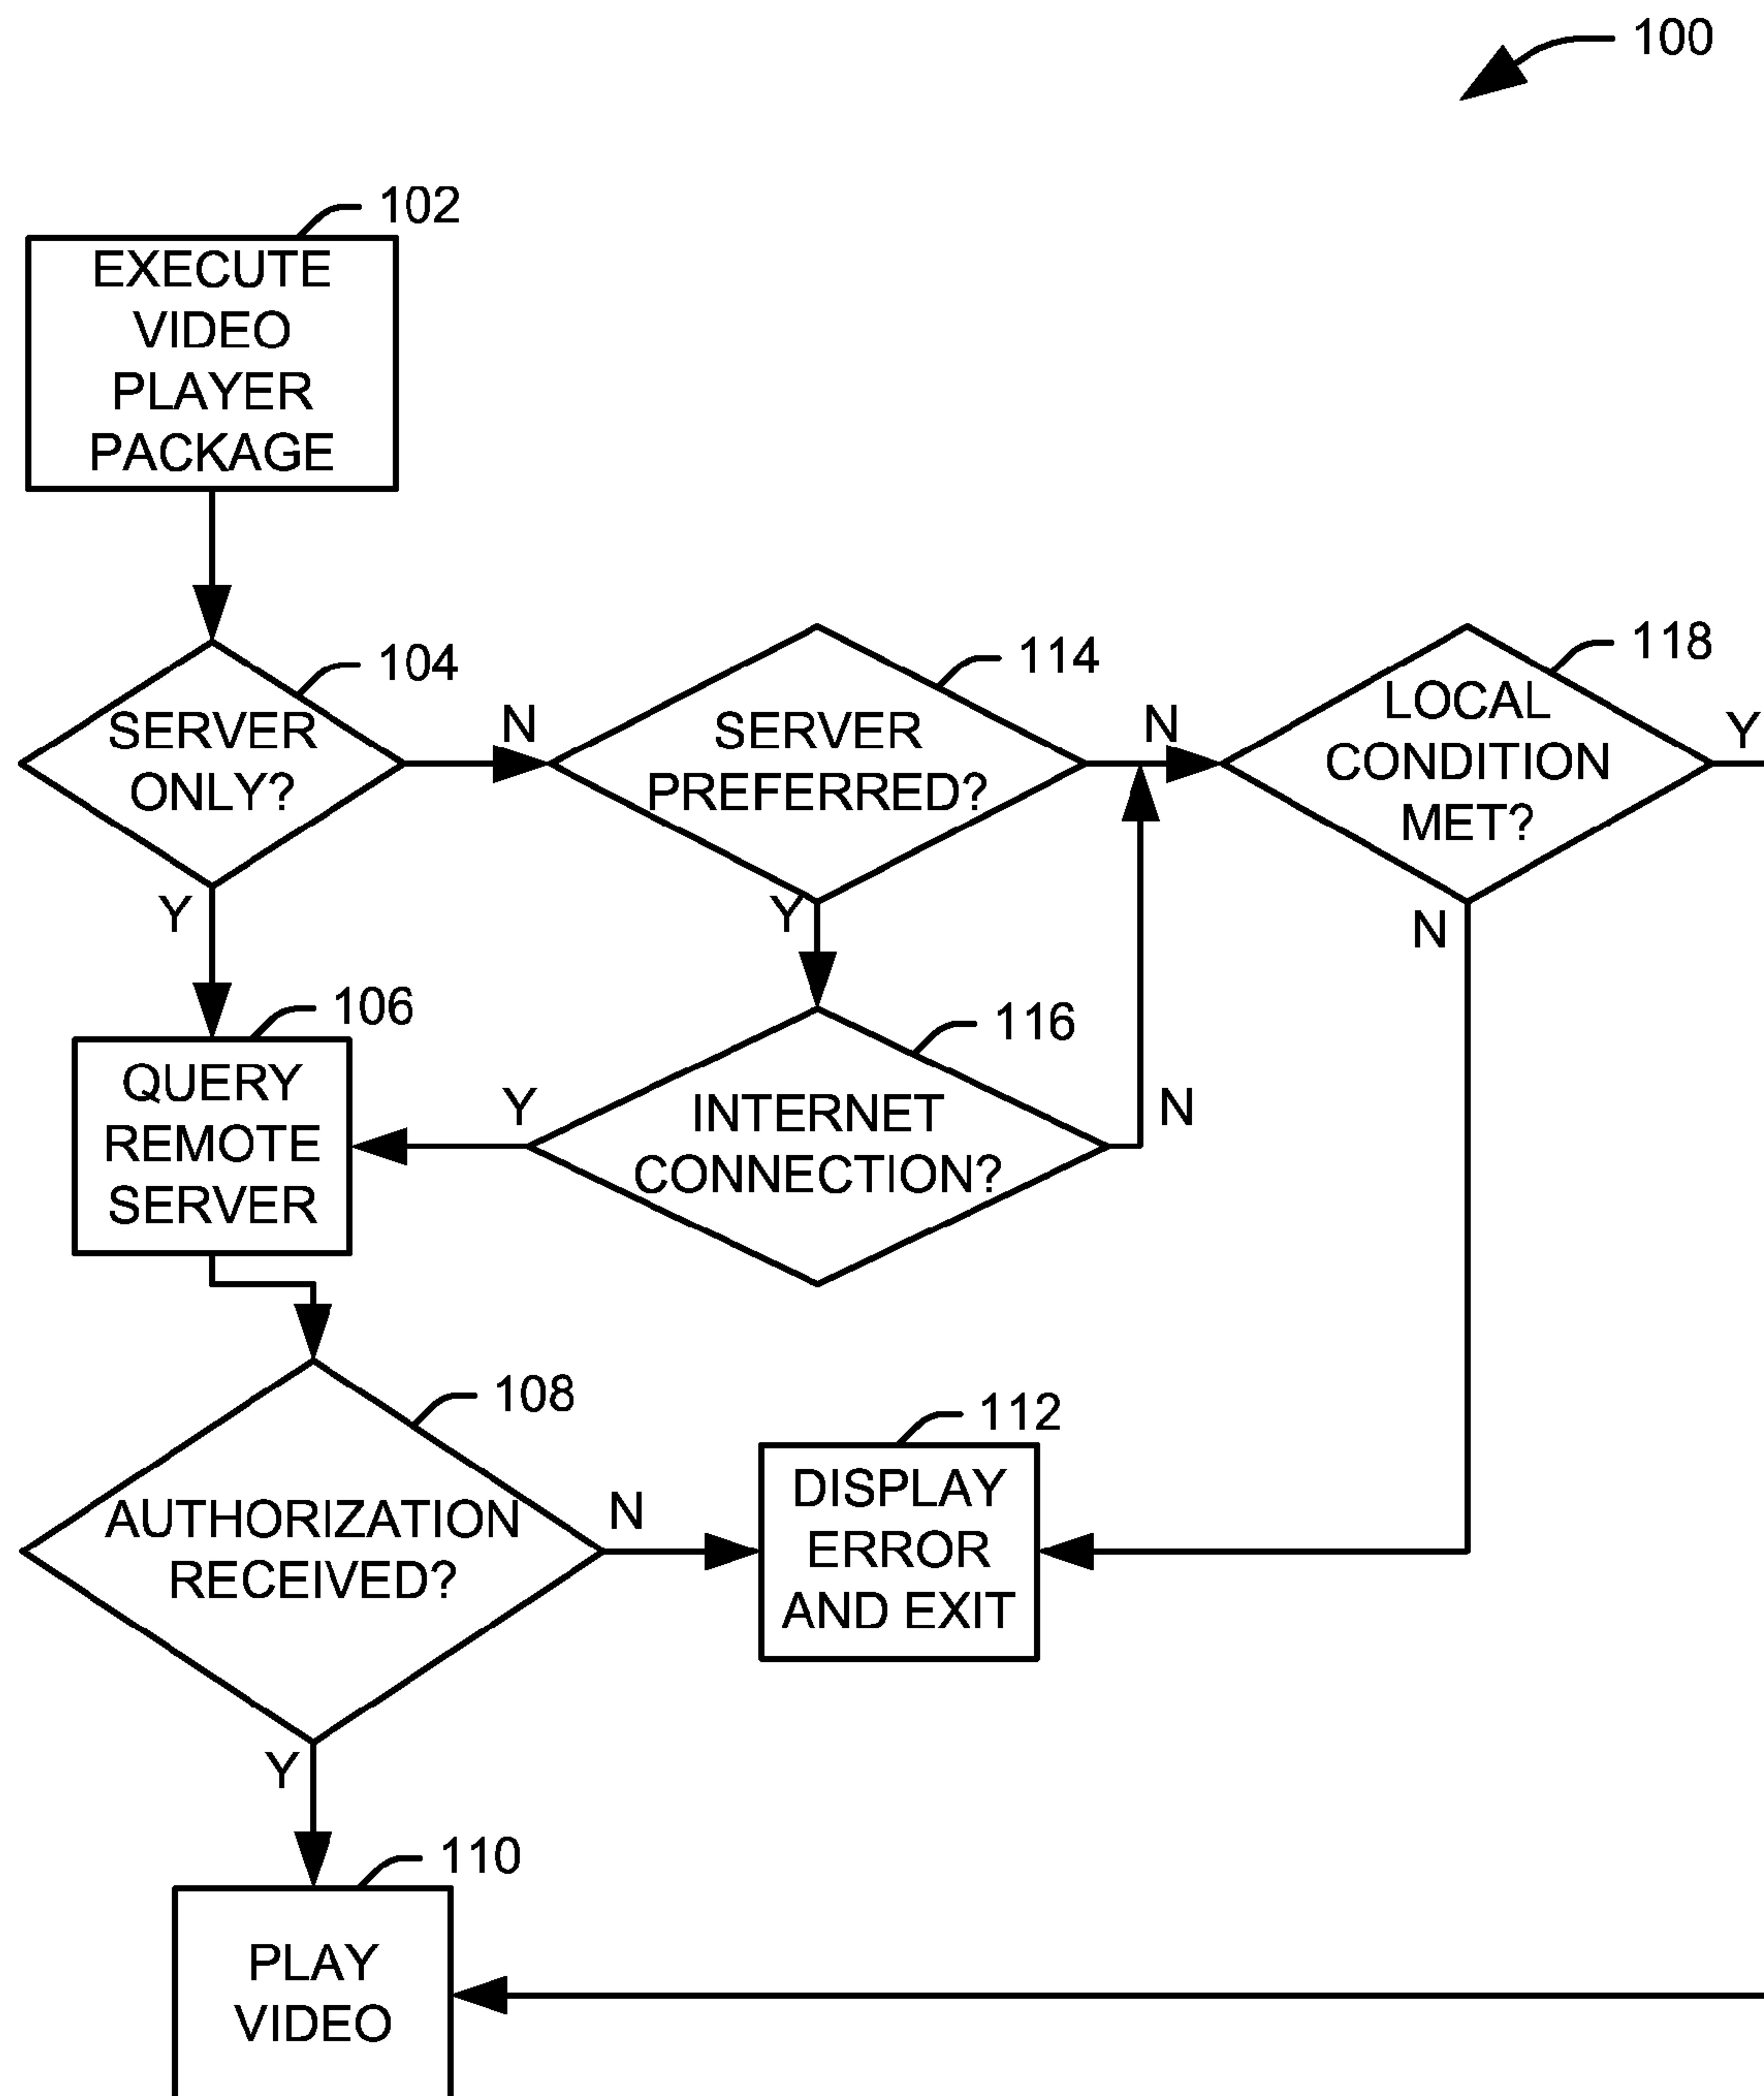 100
102
EXECUTE
VIDEO
PLAYER
PACKAGE
104
SERVER
ONLY?
N
Y
114
SERVER
PREFERRED?
N
Y
118
LOCAL
CONDITION
MET?
Y
N
106
QUERY
REMOTE
SERVER
116
INTERNET
CONNECTION?
Y
N
108
AUTHORIZATION
RECEIVED?
N
Y
112
DISPLAY
ERROR
AND EXIT
110
PLAY
VIDEO